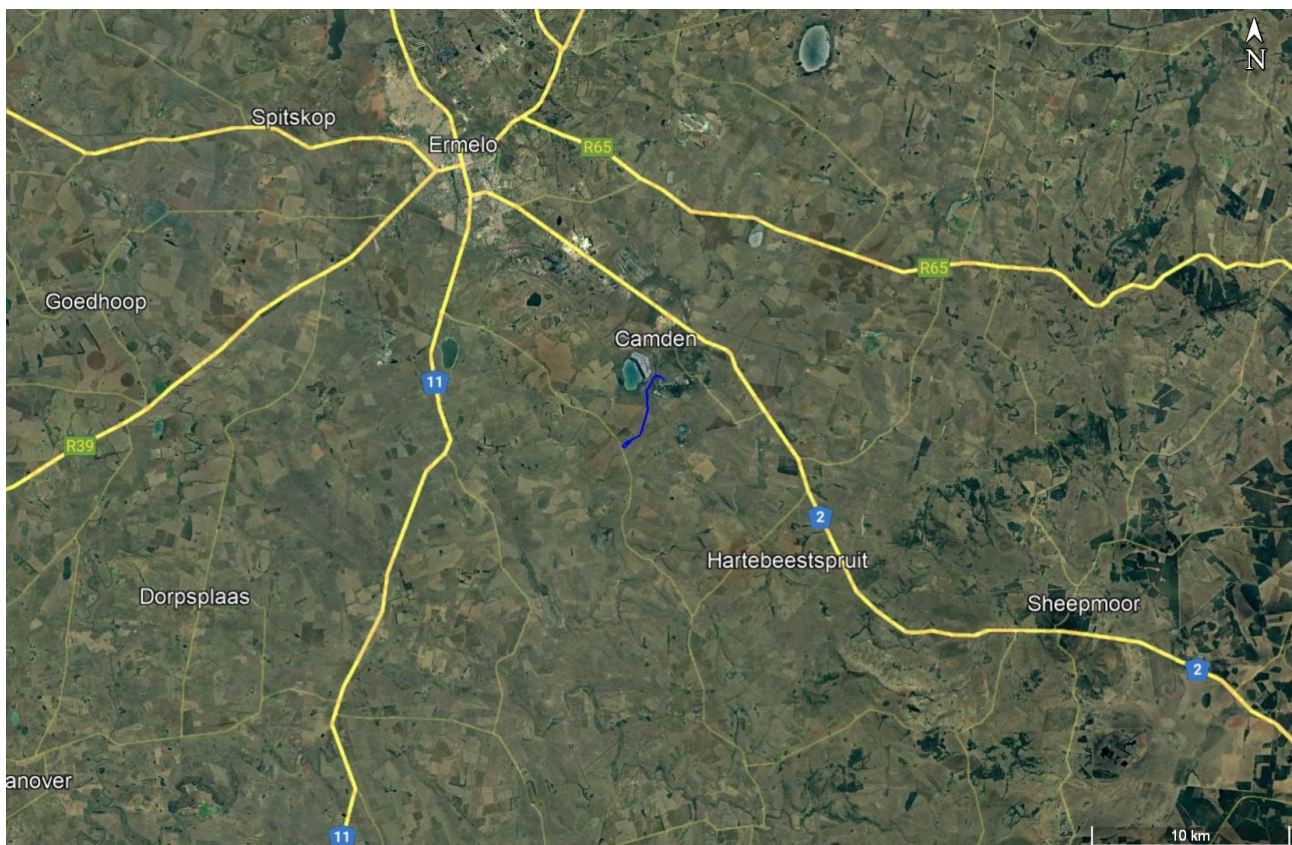 N
Spitskop
Ermelo
R65
R65
Goedhoop
Camden
11
R39
2
Hartebeestspruit
Dorpsplaas
Sheepmoor
2
anover
11
10 km